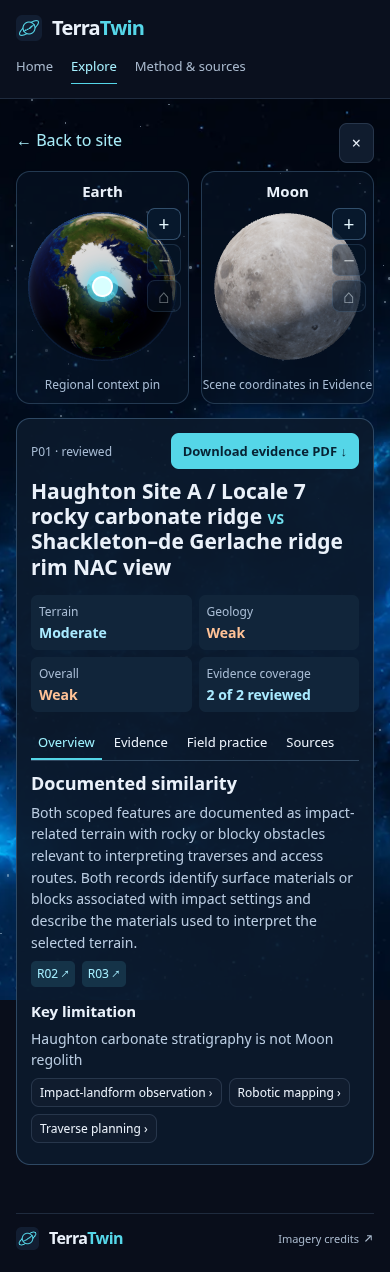 TerraTwin
Home Explore Method & sources
← Back to site
×
Earth
+
−
⌂
Regional context pin
Moon
+
−
⌂
Scene coordinates in Evidence
P01 · reviewed
Download evidence PDF ↓
Haughton Site A / Locale 7
rocky carbonate ridge VS
Shackleton–de Gerlache ridge
rim NAC view
Terrain
Moderate
Geology
Weak
Overall
Weak
Evidence coverage
2 of 2 reviewed
Overview Evidence Field practice Sources
Documented similarity
Both scoped features are documented as impact-
related terrain with rocky or blocky obstacles
relevant to interpreting traverses and access
routes. Both records identify surface materials or
blocks associated with impact settings and
describe the materials used to interpret the
selected terrain.
R02 ↗ R03 ↗
Key limitation
Haughton carbonate stratigraphy is not Moon
regolith
Impact-landform observation › Robotic mapping ›
Traverse planning ›
TerraTwin
Imagery credits ↗